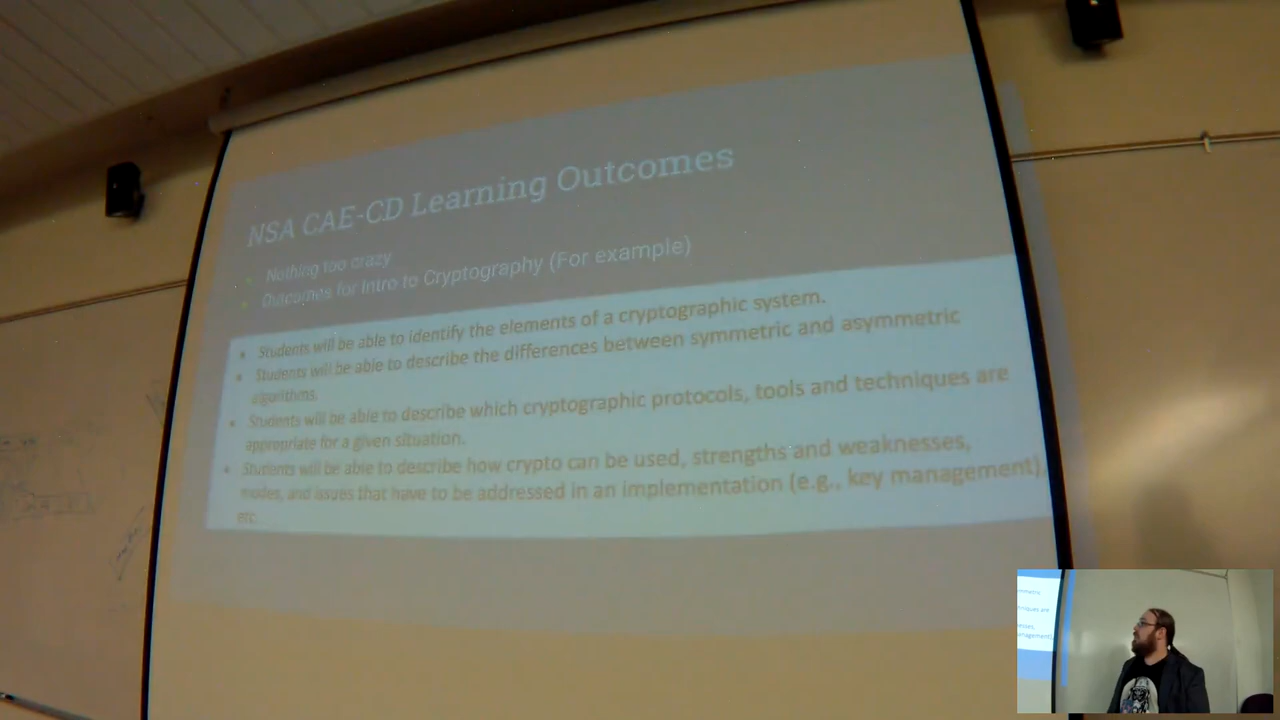 NSA CAE-CD Learning Outcomes
Nothing too crazy
Outcomes for Intro to Cryptography (For example)
Students will be able to identify the elements of a cryptographic system.
Students will be able to describe the differences between symmetric and asymmetric
algorithms.
Students will be able to describe which cryptographic protocols, tools and techniques are
appropriate for a given situation.
Students will be able to describe how crypto can be used, strengths and weaknesses,
modes, and issues that have to be addressed in an implementation (e.g., key management),
etc.